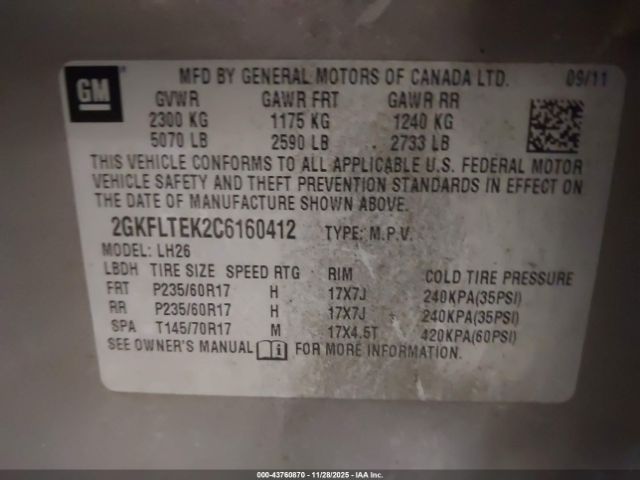 GM
MFD BY GENERAL MOTORS OF CANADA LTD. 09/11
GVWR GAWR FRT GAWR RR
2300 KG 1175 KG 1240 KG
5070 LB 2590 LB 2733 LB
THIS VEHICLE CONFORMS TO ALL APPLICABLE U.S. FEDERAL MOTOR
VEHICLE SAFETY AND THEFT PREVENTION STANDARDS IN EFFECT ON
THE DATE OF MANUFACTURE SHOWN ABOVE.
2GKFLTEK2C6160412 TYPE: M.P.V.
MODEL: LH26
LBDH TIRE SIZE SPEED RTG RIM COLD TIRE PRESSURE
FRT P235/60R17 H 17X7J 240KPA(35PSI)
RR P235/60R17 H 17X7J 240KPA(35PSI)
SPA T145/70R17 M 17X4.5T 420KPA(60PSI)
SEE OWNER'S MANUAL FOR MORE INFORMATION.
000-43760870 - 11/28/2025 - IAA Inc.